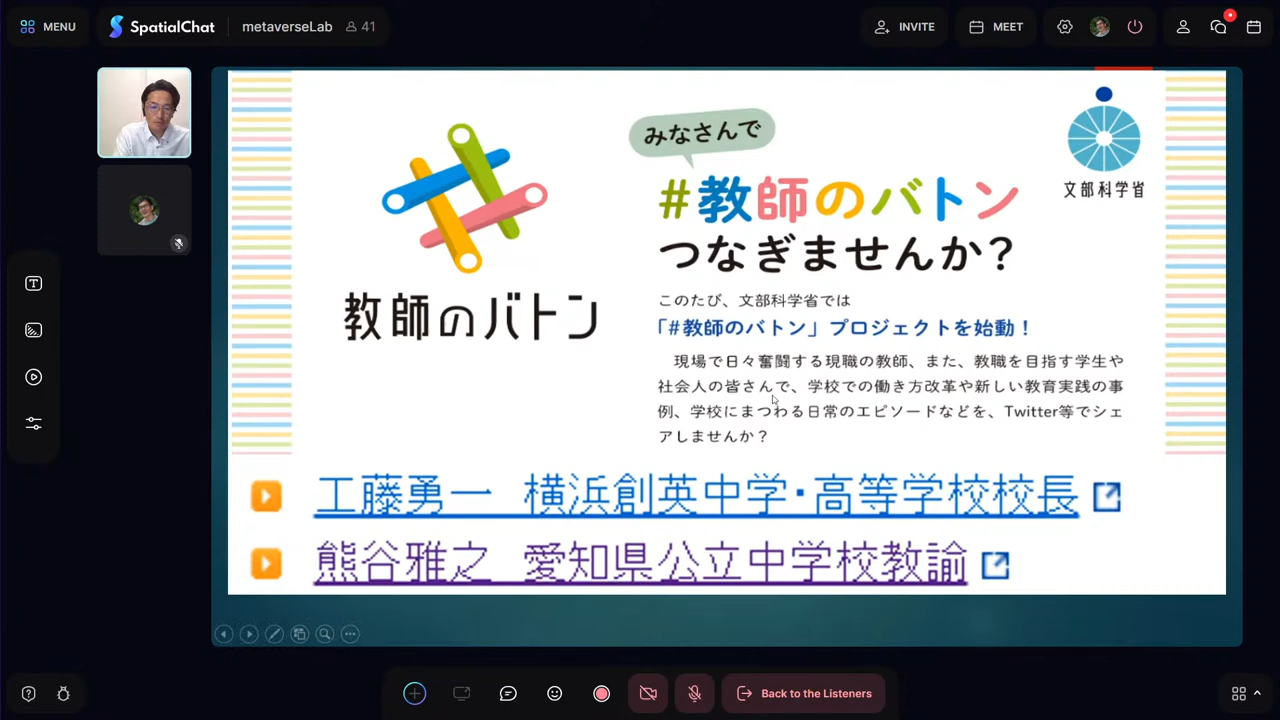 MENU
SpatialChat
metaverseLab
41
INVITE
MEET
みなさんで
#教師のバトン
つなぎませんか?
文部科学省
教師のバトン
このたび、文部科学省では
「#教師のバトン」プロジェクトを始動!
現場で日々奮闘する現職の教師、また、教職を目指す学生や
社会人の皆さんで、学校での働き方改革や新しい教育実践の事
例、学校にまつわる日常のエピソードなどを、Twitter等でシェ
アしませんか?
工藤勇一 横浜創英中学・高等学校校長
熊谷雅之 愛知県公立中学校教諭
Back to the Listeners